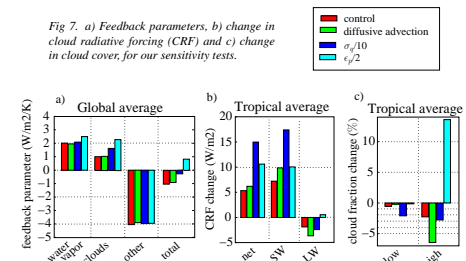 Fig 7. a) Feedback parameters, b) change in
cloud radiative forcing (CRF) and c) change
in cloud cover, for our sensitivity tests.
control
diffusive advection
σ_q/10
ϵ_p/2
a) Global average
feedback parameter (W/m2/K)
4
3
2
1
0
−1
−2
−3
−4
−5
water vapor
clouds
other
total
b) Tropical average
CRF change (W/m2)
20
15
10
5
0
−5
net
SW
LW
c) Tropical average
cloud fraction change (%)
10
5
0
−5